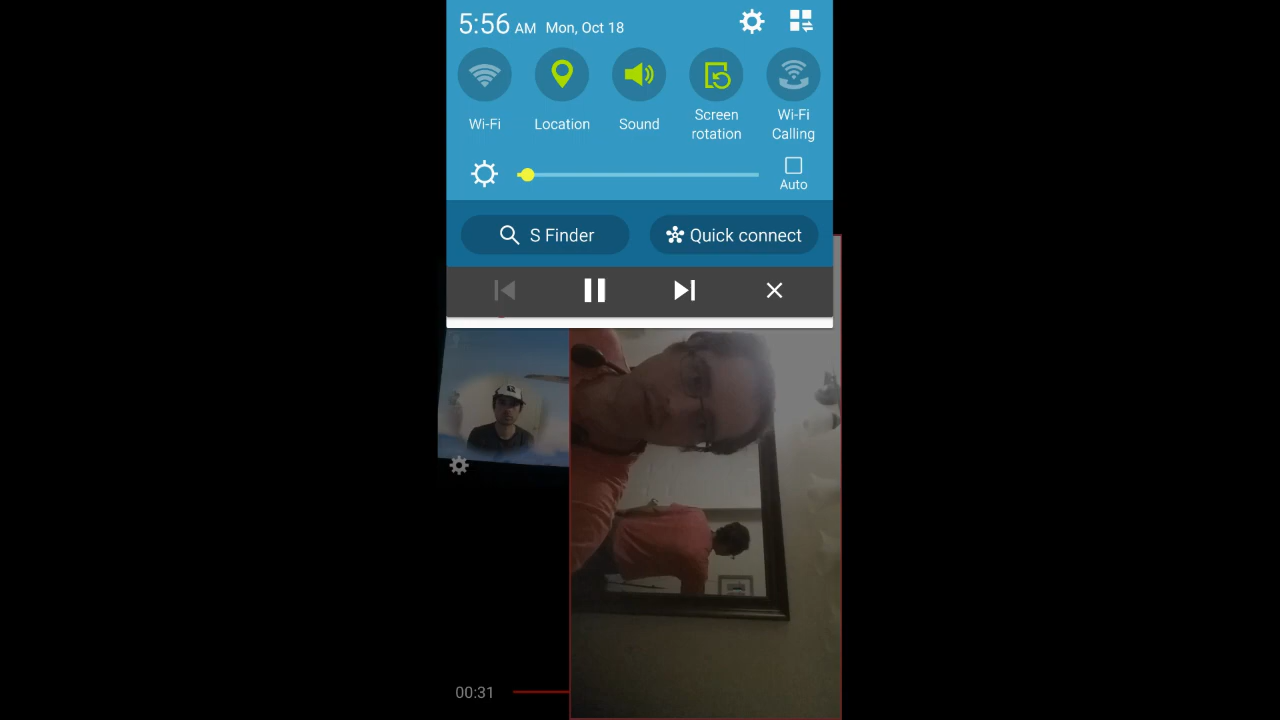 5:56 AM Mon, Oct 18
Wi-Fi
Location
Sound
Screen rotation
Wi-Fi Calling
Auto
S Finder
Quick connect
00:31